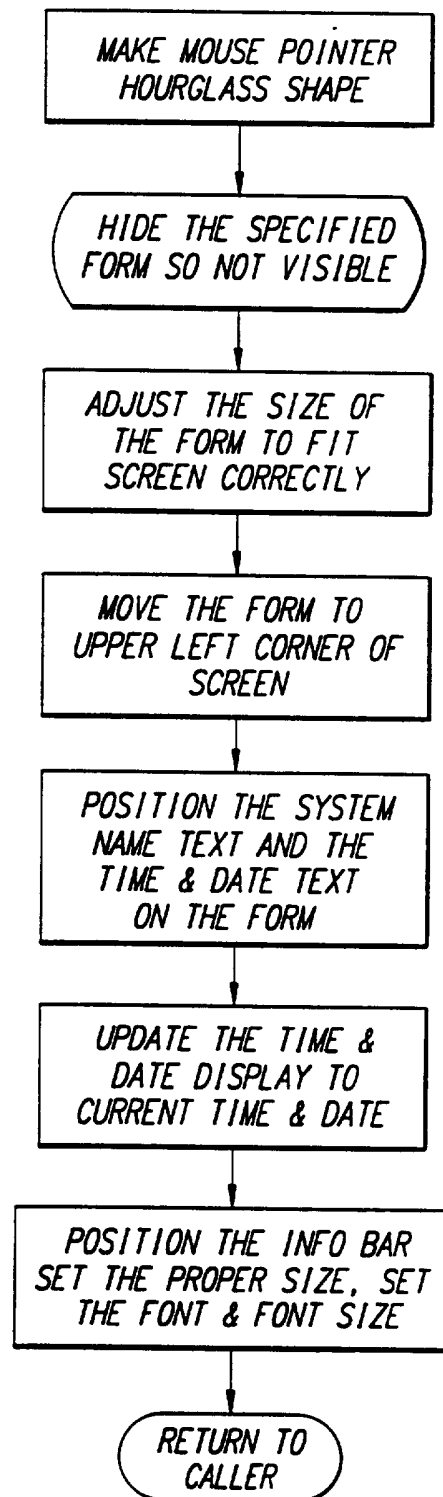 MAKE MOUSE POINTER
HOURGLASS SHAPE
HIDE THE SPECIFIED
FORM SO NOT VISIBLE
ADJUST THE SIZE OF
THE FORM TO FIT
SCREEN CORRECTLY
MOVE THE FORM TO
UPPER LEFT CORNER OF
SCREEN
POSITION THE SYSTEM
NAME TEXT AND THE
TIME & DATE TEXT
ON THE FORM
UPDATE THE TIME &
DATE DISPLAY TO
CURRENT TIME & DATE
POSITION THE INFO BAR
SET THE PROPER SIZE, SET
THE FONT & FONT SIZE
RETURN TO
CALLER